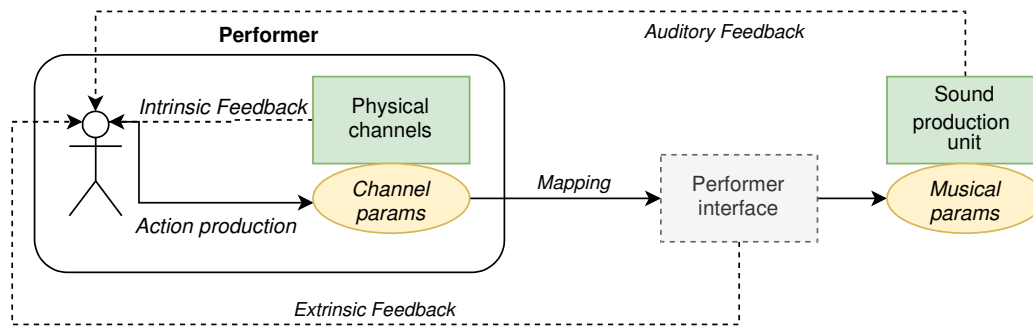 Auditory Feedback
Performer
Intrinsic Feedback
Physical
channels
Sound
production
unit
Action production
Channel
params
Mapping
Performer
interface
Musical
params
Extrinsic Feedback